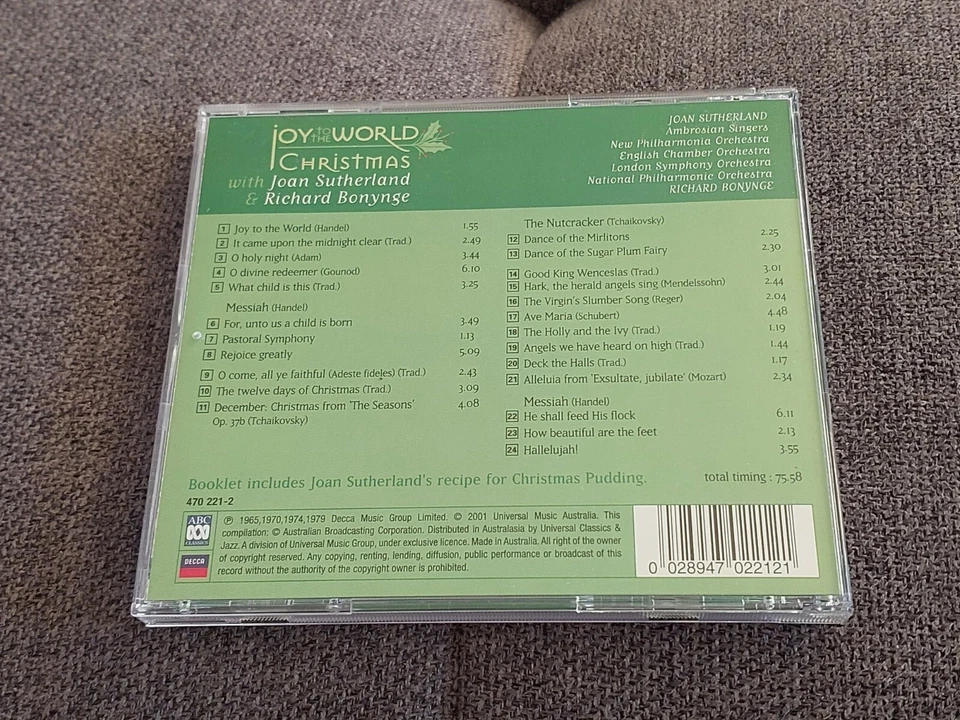 JOY TO THE WORLD
CHRISTMAS
with Joan Sutherland
& Richard Bonynge
JOAN SUTHERLAND
Ambrosian Singers
New Philharmonia Orchestra
English Chamber Orchestra
London Symphony Orchestra
National Philharmonic Orchestra
RICHARD BONYNGE
1 Joy to the World (Handel) 1.55
2 It came upon the midnight clear (Trad.) 2.49
3 O holy night (Adam) 3.44
4 O divine redeemer (Gounod) 6.10
5 What child is this (Trad.) 3.25
Messiah (Handel)
6 For, unto us a child is born 3.49
7 Pastoral Symphony 1.13
8 Rejoice greatly 5.09
9 O come, all ye faithful (Adeste fideles) (Trad.) 2.43
10 The twelve days of Christmas (Trad.) 3.09
11 December: Christmas from 'The Seasons' 4.08
Op. 37b (Tchaikovsky)
The Nutcracker (Tchaikovsky)
12 Dance of the Mirlitons 2.25
13 Dance of the Sugar Plum Fairy 2.30
14 Good King Wenceslas (Trad.) 3.01
15 Hark, the herald angels sing (Mendelssohn) 2.44
16 The Virgin's Slumber Song (Reger) 2.04
17 Ave Maria (Schubert) 4.48
18 The Holly and the Ivy (Trad.) 1.19
19 Angels we have heard on high (Trad.) 1.44
20 Deck the Halls (Trad.) 1.17
21 Alleluia from 'Exsultate, jubilate' (Mozart) 2.34
Messiah (Handel)
22 He shall feed His flock 6.11
23 How beautiful are the feet 2.13
24 Hallelujah! 3.55
Booklet includes Joan Sutherland's recipe for Christmas Pudding.
total timing : 75.58
470 221-2
ABC
CLASSICS
DECCA
℗ 1965,1970,1974,1979 Decca Music Group Limited. © 2001 Universal Music Australia. This
compilation: © Australian Broadcasting Corporation. Distributed in Australasia by Universal Classics &
Jazz. A division of Universal Music Group, under exclusive licence. Made in Australia. All right of the owner
of copyright reserved. Any copying, renting, lending, diffusion, public performance or broadcast of this
record without the authority of the copyright owner is prohibited.
0 028947 022121